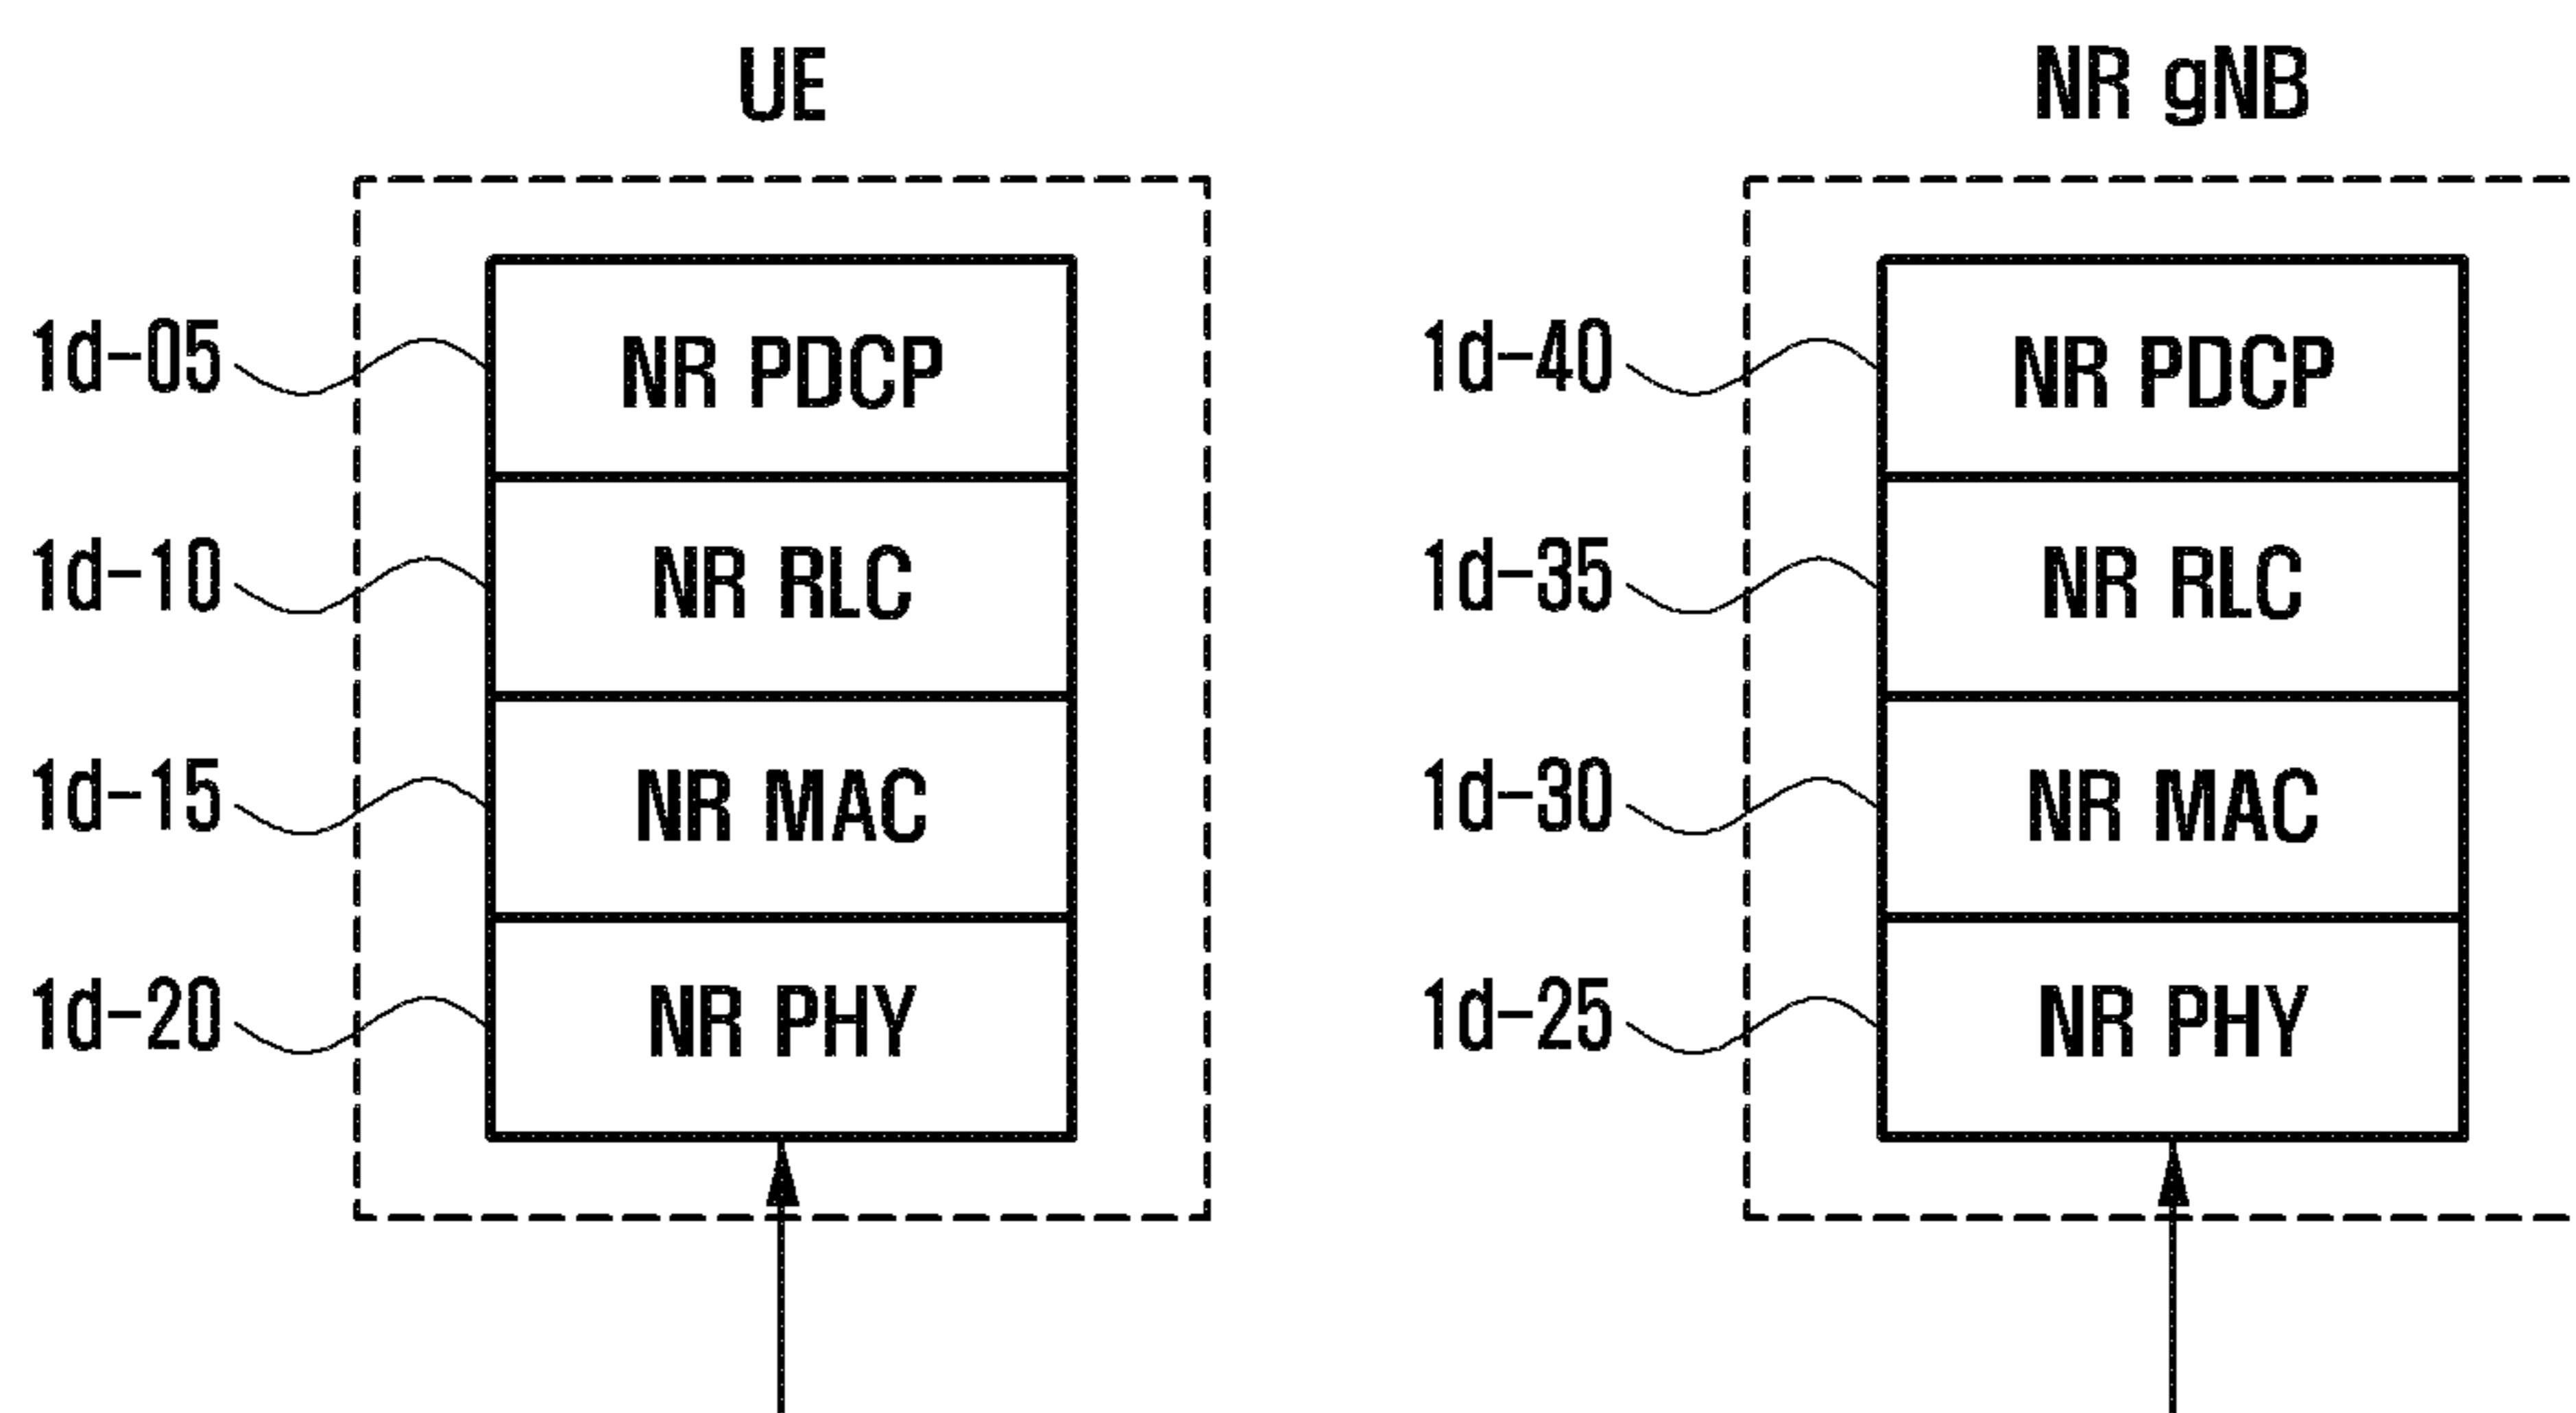 UE NR gNB
1d-05 NR PDCP 1d-40 NR PDCP
1d-10 NR RLC 1d-35 NR RLC
1d-15 NR MAC 1d-30 NR MAC
1d-20 NR PHY 1d-25 NR PHY